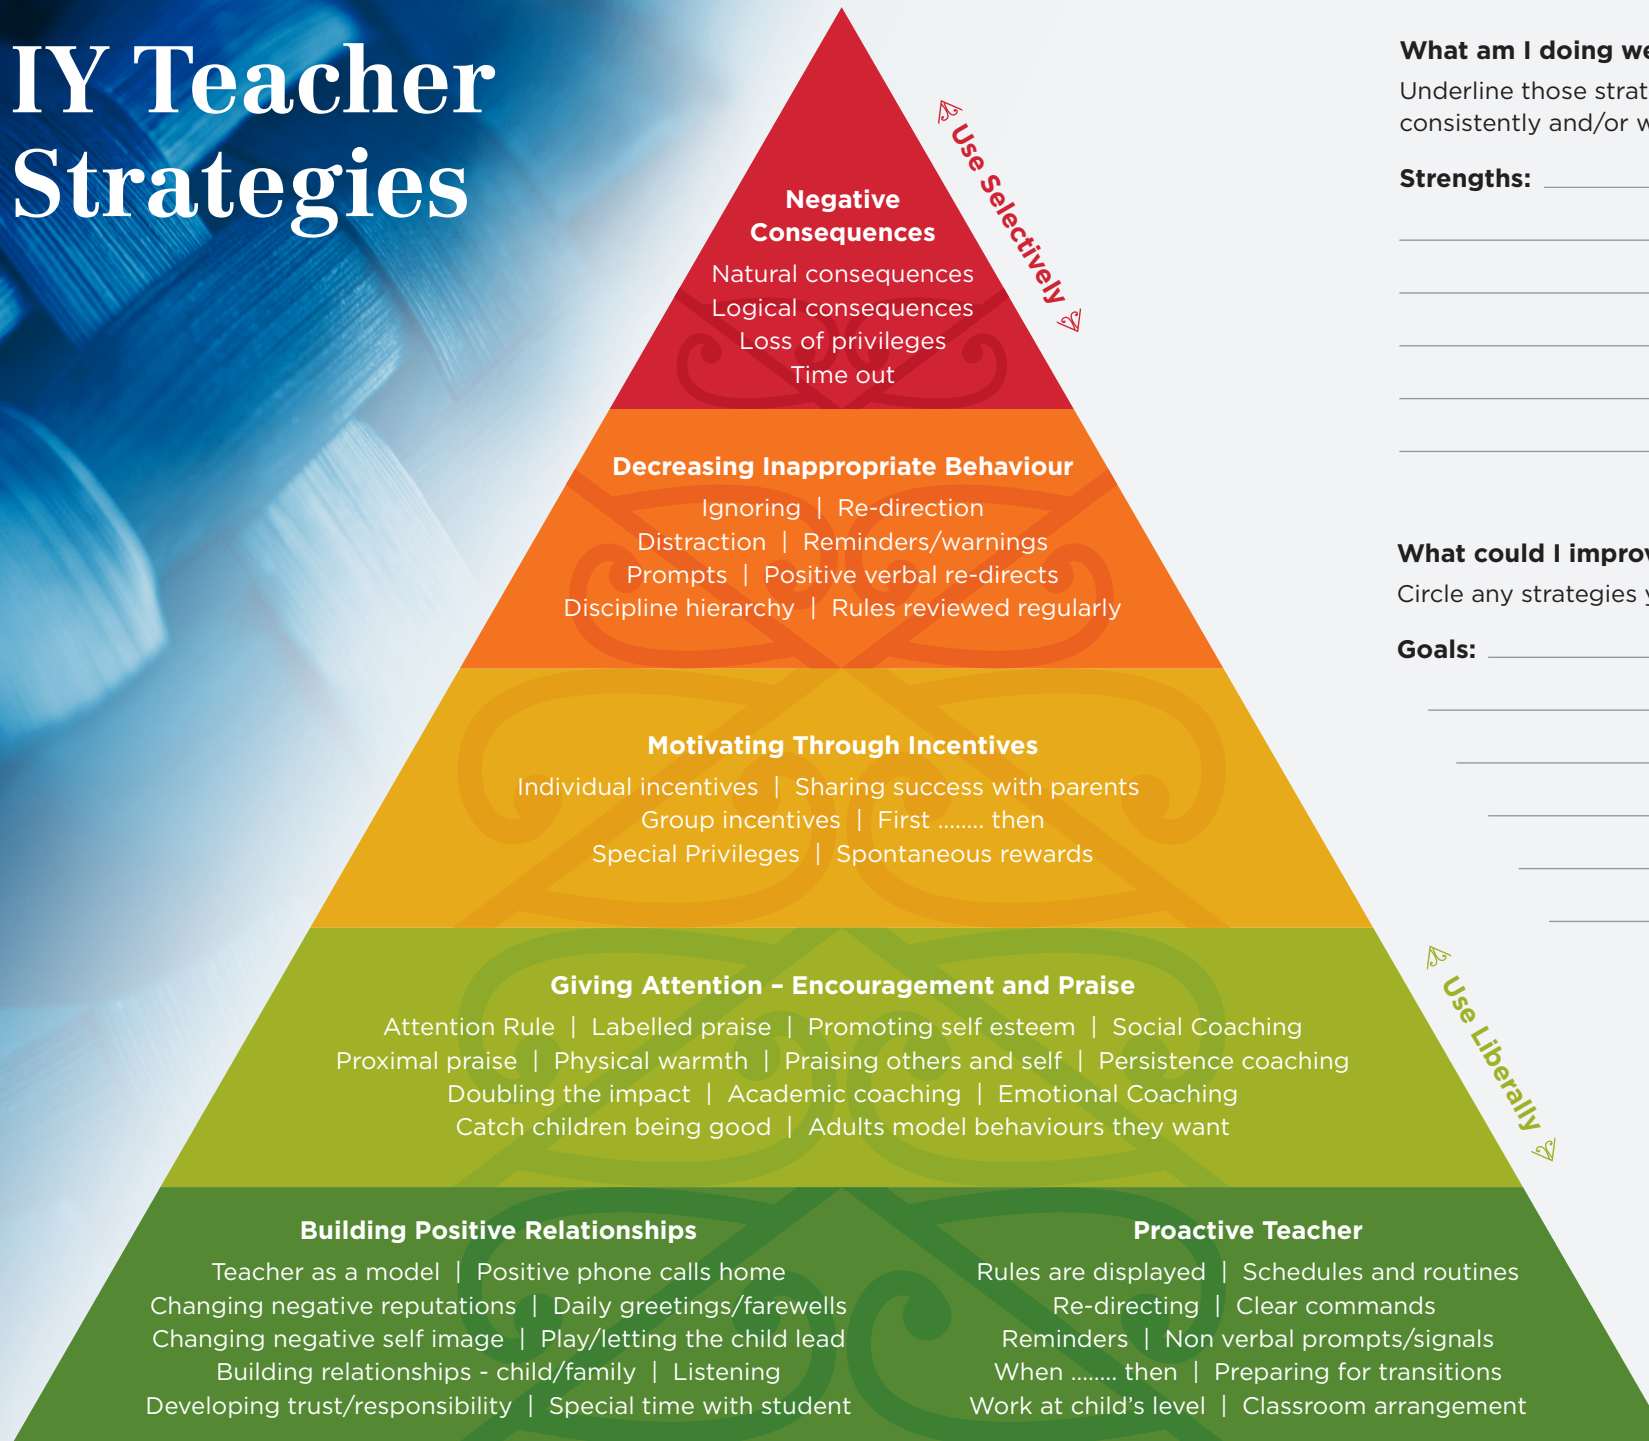 IY Teacher
Strategies
Use Selectively
Negative
Consequences
Natural consequences
Logical consequences
Loss of privileges
Time out
Decreasing Inappropriate Behaviour
Ignoring | Re-direction
Distraction | Reminders/warnings
Prompts | Positive verbal re-directs
Discipline hierarchy | Rules reviewed regularly
Motivating Through Incentives
Individual incentives | Sharing success with parents
Group incentives | First ........ then
Special Privileges | Spontaneous rewards
Use Liberally
Giving Attention – Encouragement and Praise
Attention Rule | Labelled praise | Promoting self esteem | Social Coaching
Proximal praise | Physical warmth | Praising others and self | Persistence coaching
Doubling the impact | Academic coaching | Emotional Coaching
Catch children being good | Adults model behaviours they want
Building Positive Relationships
Teacher as a model | Positive phone calls home
Changing negative reputations | Daily greetings/farewells
Changing negative self image | Play/letting the child lead
Building relationships - child/family | Listening
Developing trust/responsibility | Special time with student
Proactive Teacher
Rules are displayed | Schedules and routines
Re-directing | Clear commands
Reminders | Non verbal prompts/signals
When ........ then | Preparing for transitions
Work at child's level | Classroom arrangement
What am I doing
Underline those
consistently and/or
Strengths:
What could I
Circle any strategies
Goals: